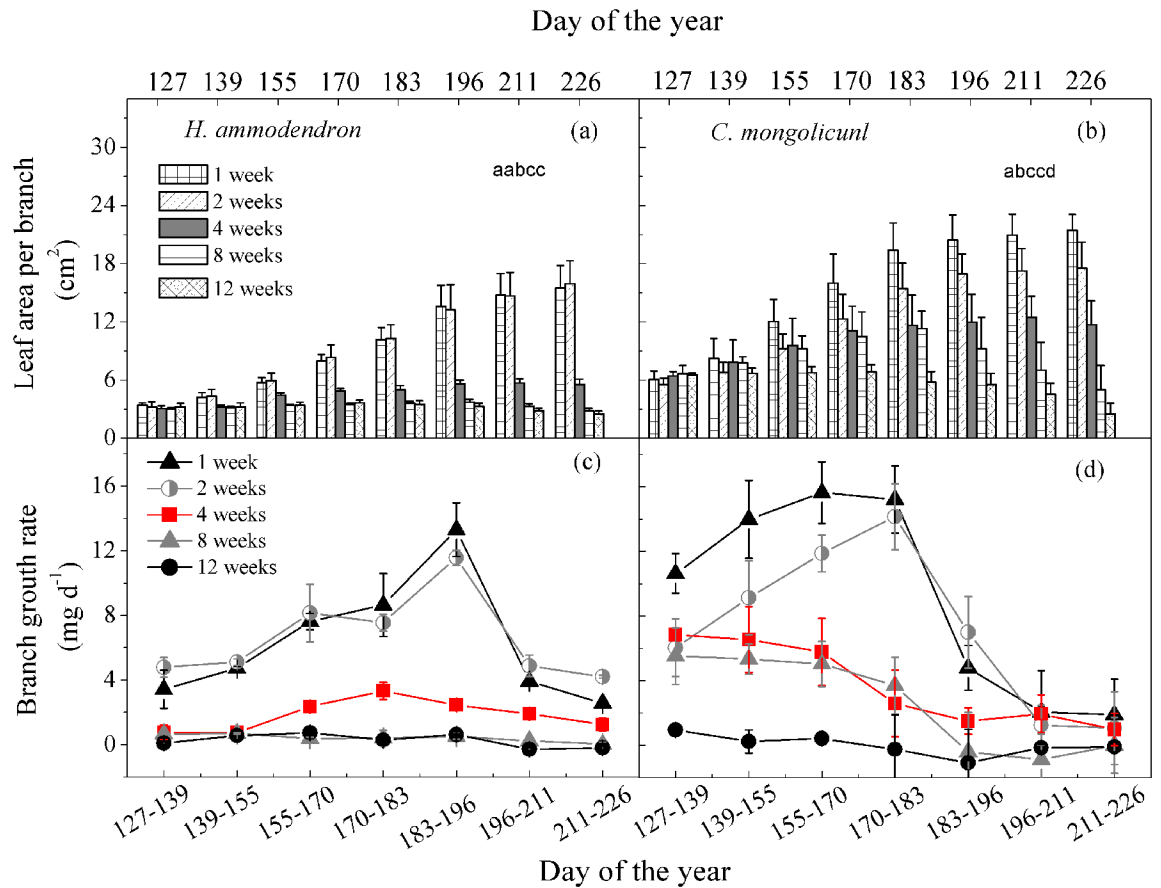 Day of the year
127 139 155 170 183 196 211 226
127 139 155 170 183 196 211 226
H. ammodendron
(a)
1 week
2 weeks
4 weeks
8 weeks
12 weeks
aabcc
C. mongolicunl
(b)
abccd
Leaf area per branch
(cm2)
30
24
18
12
6
0
1 week
2 weeks
4 weeks
8 weeks
12 weeks
(c)
(d)
Branch grouth rate
(mg d-1)
16
12
8
4
0
127-139 139-155 155-170 170-183 183-196 196-211 211-226
127-139 139-155 155-170 170-183 183-196 196-211 211-226
Day of the year